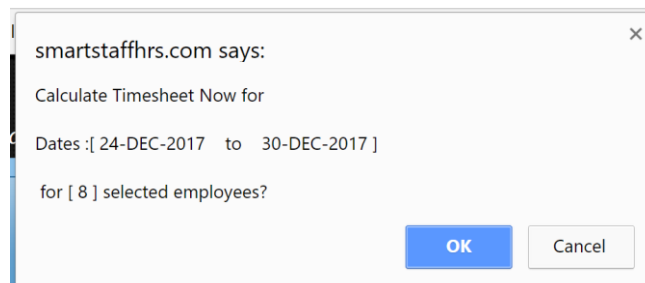 smartstaffhrs.com says:
Calculate Timesheet Now for
Dates :[ 24-DEC-2017 to 30-DEC-2017 ]
for [ 8 ] selected employees?
OK Cancel